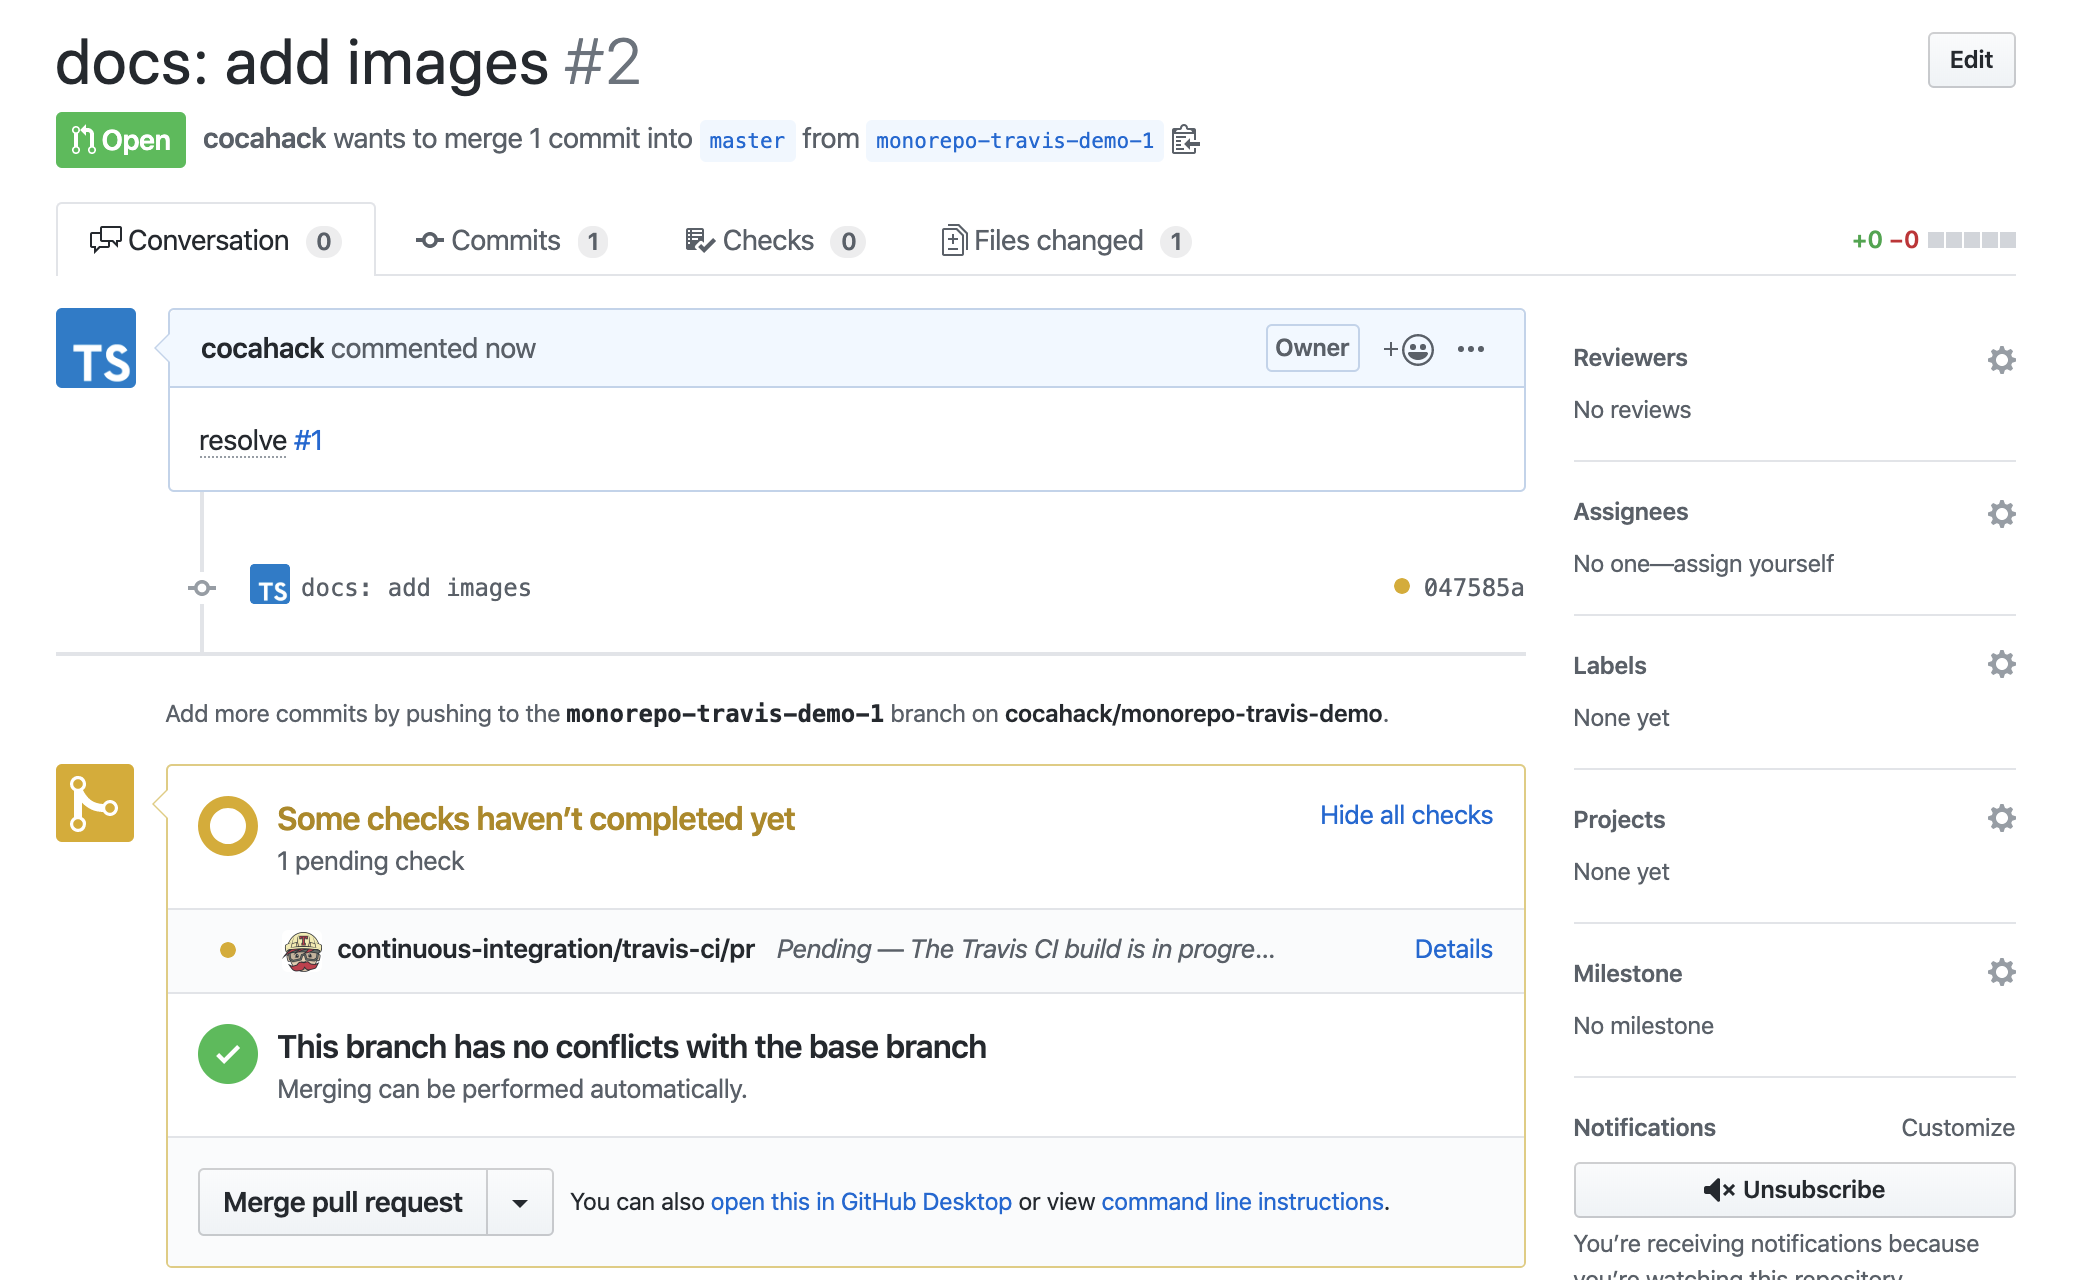 docs: add images #2
Edit
Open
cocahack wants to merge 1 commit into master from monorepo-travis-demo-1
Conversation 0
Commits 1
Checks 0
Files changed 1
+0 −0
TS
cocahack commented now
Owner
resolve #1
TS
docs: add images
047585a
Add more commits by pushing to the monorepo-travis-demo-1 branch on cocahack/monorepo-travis-demo.
Some checks haven’t completed yet
Hide all checks
1 pending check
continuous-integration/travis-ci/pr Pending — The Travis CI build is in progre…
Details
This branch has no conflicts with the base branch
Merging can be performed automatically.
Merge pull request
You can also open this in GitHub Desktop or view command line instructions.
Reviewers
No reviews
Assignees
No one—assign yourself
Labels
None yet
Projects
None yet
Milestone
No milestone
Notifications
Customize
Unsubscribe
You’re receiving notifications because
you’re watching this repository.